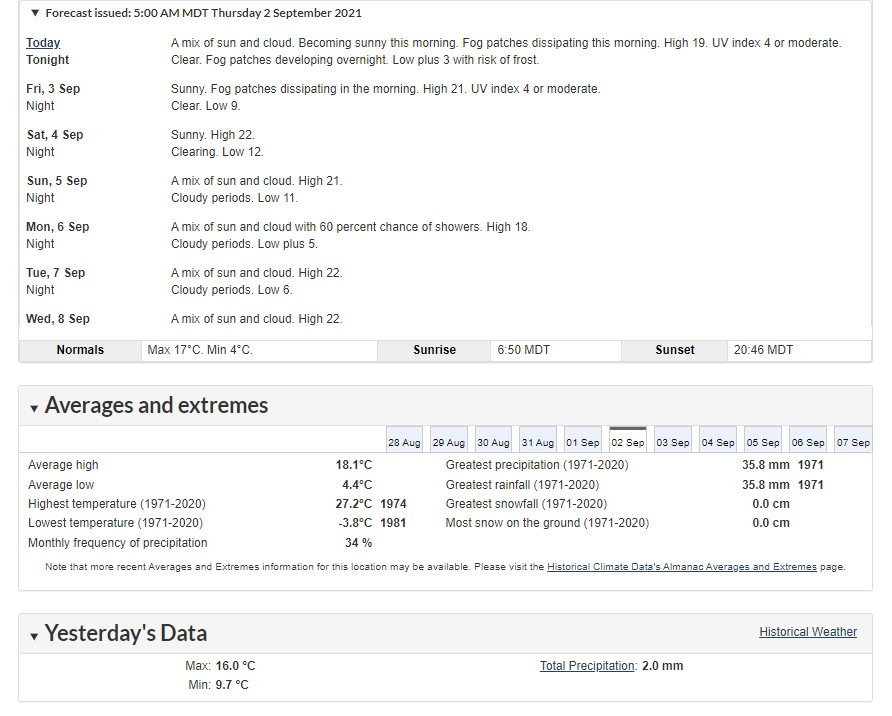 ▼ Forecast issued: 5:00 AM MDT Thursday 2 September 2021
Today A mix of sun and cloud. Becoming sunny this morning. Fog patches dissipating this morning. High 19. UV index 4 or moderate.
Tonight Clear. Fog patches developing overnight. Low plus 3 with risk of frost.
Fri, 3 Sep Sunny. Fog patches dissipating in the morning. High 21. UV index 4 or moderate.
Night Clear. Low 9.
Sat, 4 Sep Sunny. High 22.
Night Clearing. Low 12.
Sun, 5 Sep A mix of sun and cloud. High 21.
Night Cloudy periods. Low 11.
Mon, 6 Sep A mix of sun and cloud with 60 percent chance of showers. High 18.
Night Cloudy periods. Low plus 5.
Tue, 7 Sep A mix of sun and cloud. High 22.
Night Cloudy periods. Low 6.
Wed, 8 Sep A mix of sun and cloud. High 22.
Normals Max 17°C. Min 4°C. Sunrise 6:50 MDT Sunset 20:46 MDT
▼ Averages and extremes
28 Aug 29 Aug 30 Aug 31 Aug 01 Sep 02 Sep 03 Sep 04 Sep 05 Sep 06 Sep 07 Sep
Average high 18.1°C Greatest precipitation (1971-2020) 35.8 mm 1971
Average low 4.4°C Greatest rainfall (1971-2020) 35.8 mm 1971
Highest temperature (1971-2020) 27.2°C 1974 Greatest snowfall (1971-2020) 0.0 cm
Lowest temperature (1971-2020) -3.8°C 1981 Most snow on the ground (1971-2020) 0.0 cm
Monthly frequency of precipitation 34 %
Note that more recent Averages and Extremes information for this location may be available. Please visit the Historical Climate Data's Almanac Averages and Extremes page.
▼ Yesterday's Data Historical Weather
Max: 16.0 °C Total Precipitation: 2.0 mm
Min: 9.7 °C